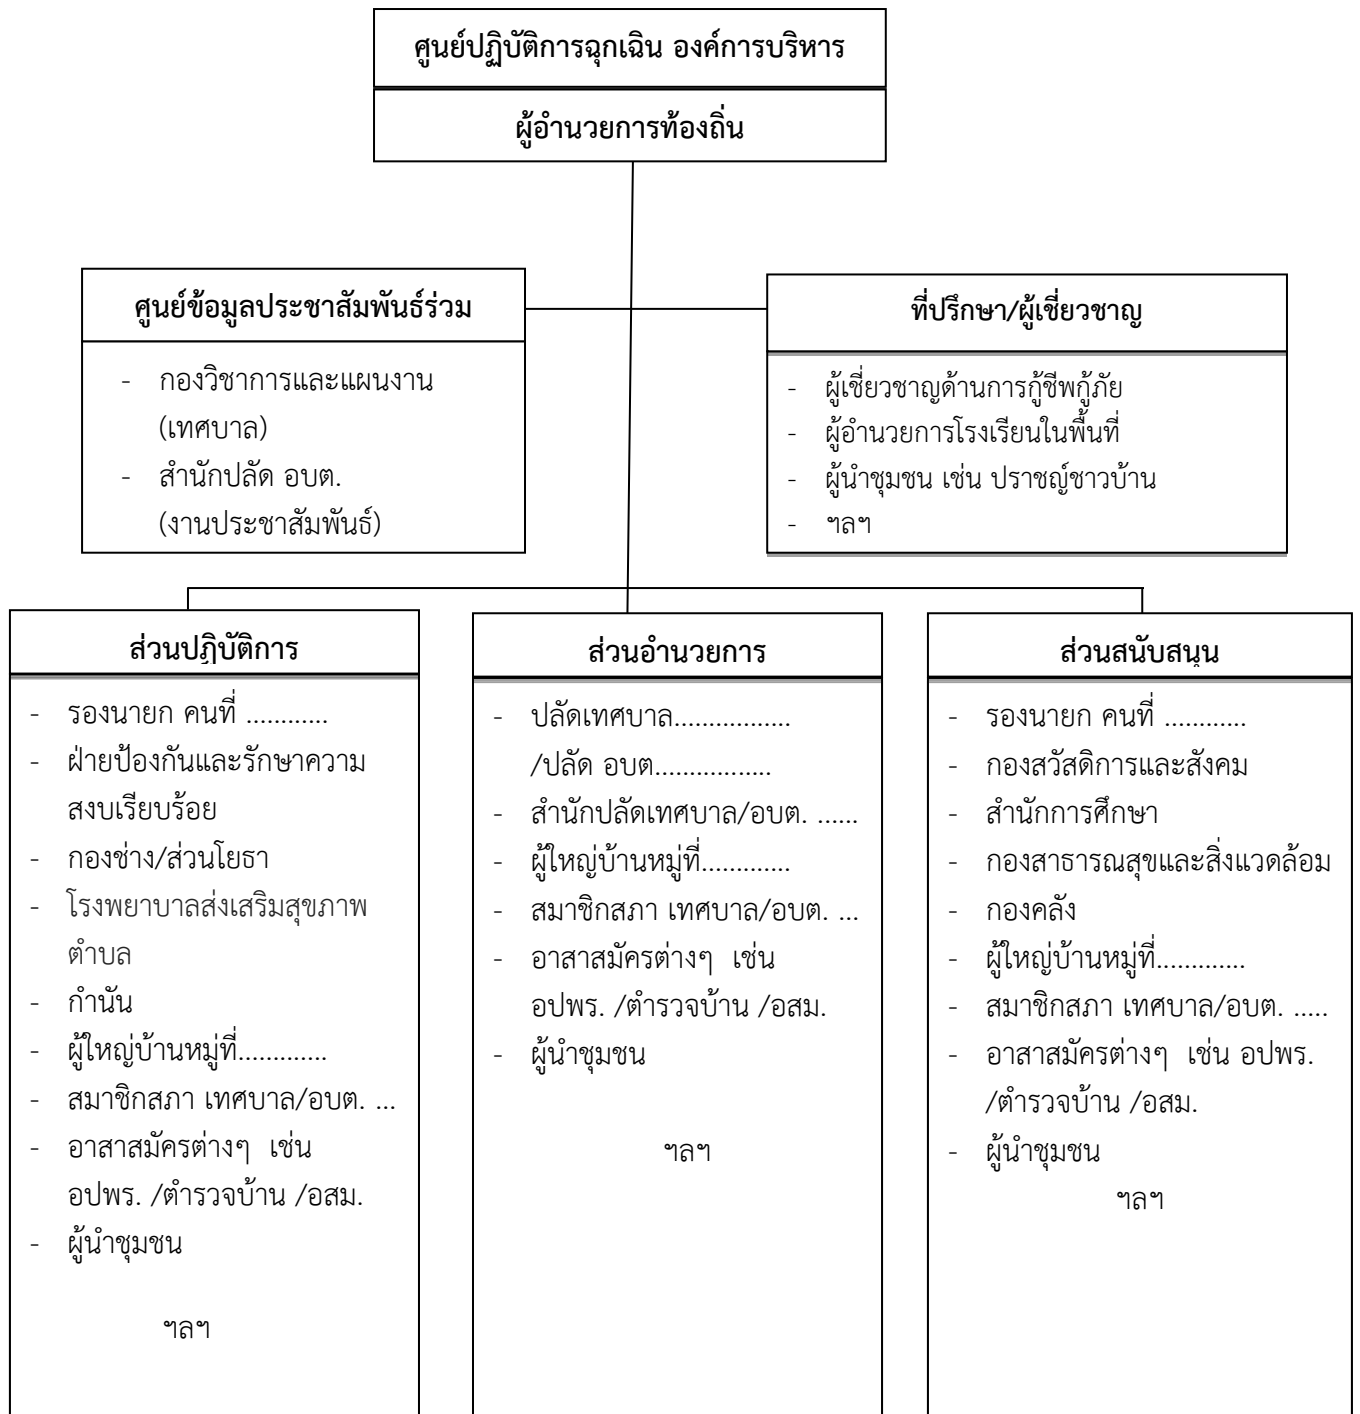 ศูนย์ปฏิบัติการฉุกเฉิน องค์การบริหาร
ผู้อำนวยการท้องถิ่น
ศูนย์ข้อมูลประชาสัมพันธ์ร่วม
- กองวิชาการและแผนงาน
(เทศบาล)
- สำนักปลัด อบต.
(งานประชาสัมพันธ์)
ที่ปรึกษา/ผู้เชี่ยวชาญ
- ผู้เชี่ยวชาญด้านการกู้ชีพกู้ภัย
- ผู้อำนวยการโรงเรียนในพื้นที่
- ผู้นำชุมชน เช่น ปราชญ์ชาวบ้าน
- ฯลฯ
ส่วนปฏิบัติการ
- รองนายก คนที่ ............
- ฝ่ายป้องกันและรักษาความ
สงบเรียบร้อย
- กองช่าง/ส่วนโยธา
- โรงพยาบาลส่งเสริมสุขภาพ
ตำบล
- กำนัน
- ผู้ใหญ่บ้านหมู่ที่.............
- สมาชิกสภา เทศบาล/อบต. ...
- อาสาสมัครต่างๆ เช่น
อปพร. /ตำรวจบ้าน /อสม.
- ผู้นำชุมชน
ฯลฯ
ส่วนอำนวยการ
- ปลัดเทศบาล.................
/ปลัด อบต.................
- สำนักปลัดเทศบาล/อบต. ......
- ผู้ใหญ่บ้านหมู่ที่.............
- สมาชิกสภา เทศบาล/อบต. ...
- อาสาสมัครต่างๆ เช่น
อปพร. /ตำรวจบ้าน /อสม.
- ผู้นำชุมชน
ฯลฯ
ส่วนสนับสนุน
- รองนายก คนที่ ............
- กองสวัสดิการและสังคม
- สำนักการศึกษา
- กองสาธารณสุขและสิ่งแวดล้อม
- กองคลัง
- ผู้ใหญ่บ้านหมู่ที่.............
- สมาชิกสภา เทศบาล/อบต. .....
- อาสาสมัครต่างๆ เช่น อปพร.
/ตำรวจบ้าน /อสม.
- ผู้นำชุมชน
ฯลฯ